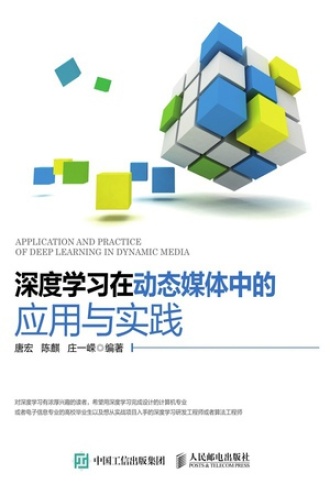 APPLICATION AND PRACTICE
OF DEEP LEARNING IN DYNAMIC MEDIA
深度学习在动态媒体中的
应用与实践
唐宏 陈麒 庄一嵘 编著
对深度学习有浓厚兴趣的读者，希望用深度学习完成设计的计算机专业
或者电子信息专业的高校毕业生以及想从实战项目入手的深度学习研发工程师或者算法工程师
中国工信出版集团
人民邮电出版社
POSTS & TELECOM PRESS